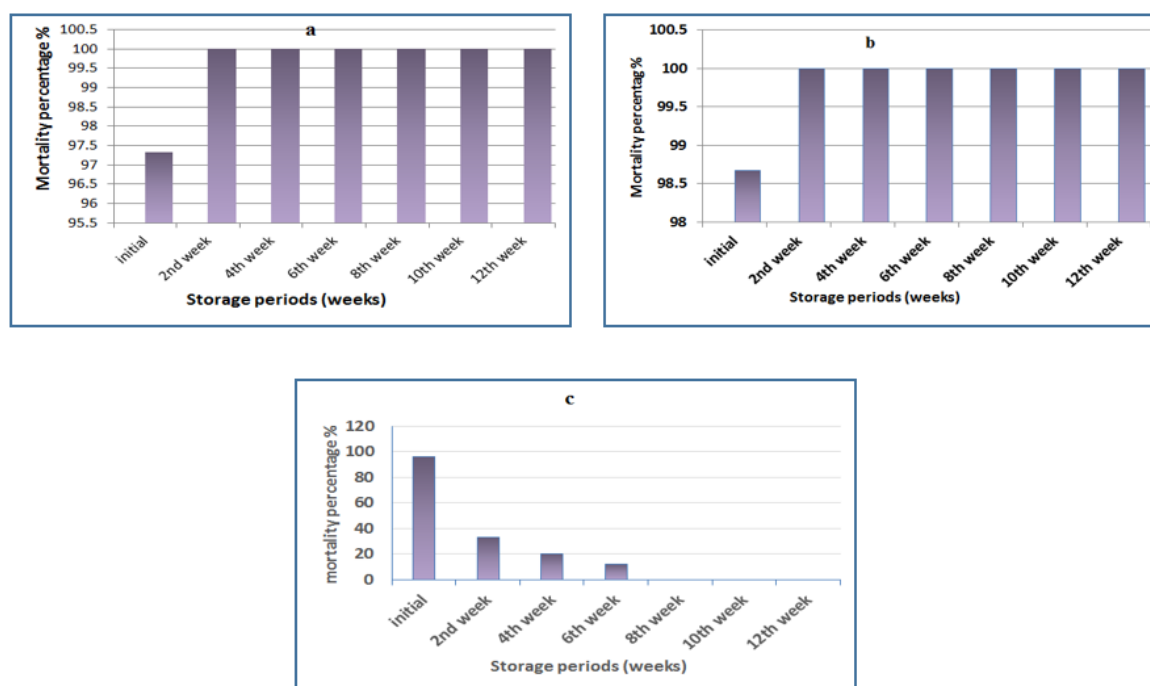 a
Mortality percentage %
100.5
100
99.5
99
98.5
98
97.5
97
96.5
96
95.5
initial
2nd week
4th week
6th week
8th week
10th week
12th week
Storage periods (weeks)
b
Mortality percentag %
100.5
100
99.5
99
98.5
98
initial
2nd week
4th week
6th week
8th week
10th week
12th week
Storage periods (weeks)
c
mortality percentage %
120
100
80
60
40
20
0
initial
2nd week
4th week
6th week
8th week
10th week
12th week
Storage periods (weeks)